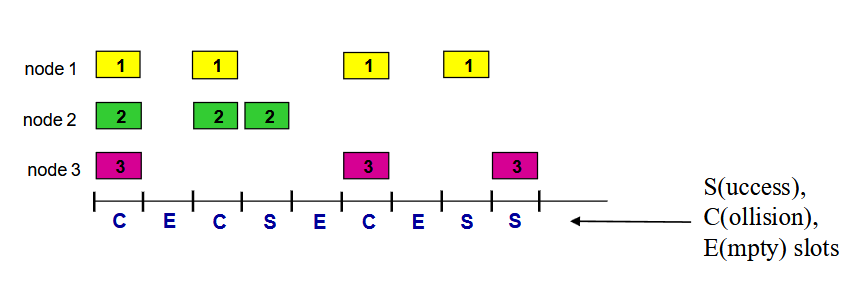 node 1 1 1 1 1
node 2 2 2 2
node 3 3 3 3
C E C S E C E S S
S(uccess),
C(ollision),
E(mpty) slots